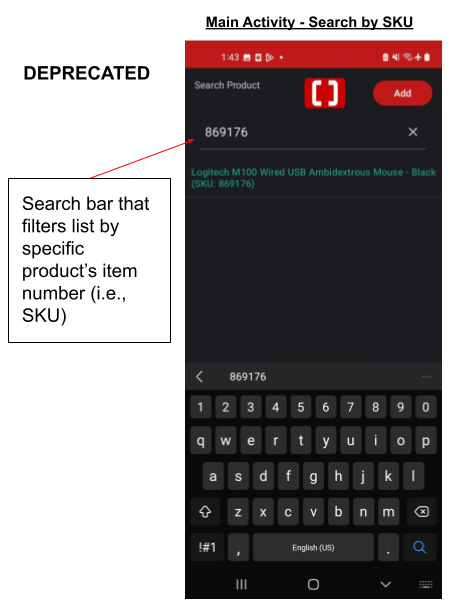 Main Activity - Search by SKU
DEPRECATED
1:43
Search Product
Add
869176
Logitech M100 Wired USB Ambidextrous Mouse - Black
(SKU: 869176)
Search bar that
filters list by
specific
product's item
number (i.e.,
SKU)
869176
1 2 3 4 5 6 7 8 9 0
q w e r t y u i o p
a s d f g h j k l
z x c v b n m
!#1 , English (US) .